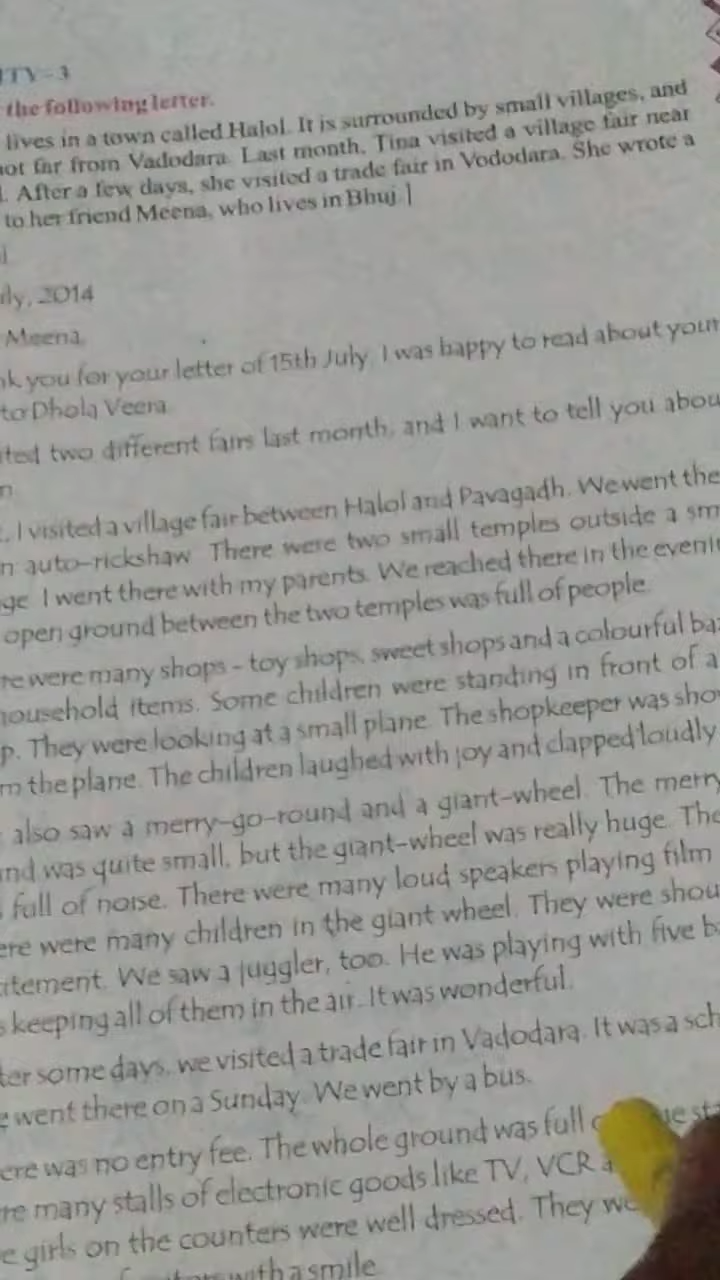 ITY-3
the following letter.
lives in a town called Halol. It is surrounded by small villages, and
not far from Vadodara. Last month, Tina visited a village fair near
l. After a few days, she visited a trade fair in Vododara. She wrote a
to her friend Meena, who lives in Bhuj.]
l
uly, 2014
Meena,
nk you for your letter of 15th July. I was happy to read about your
to Dhola Veera.
ited two different fairs last month, and I want to tell you abou
n
, I visited a village fair between Halol and Pavagadh. We went the
n auto-rickshaw. There were two small temples outside a sm
ge. I went there with my parents. We reached there in the eveni
open ground between the two temples was full of people.
re were many shops - toy shops, sweet shops and a colourful baz
household items. Some children were standing in front of a
p. They were looking at a small plane. The shopkeeper was sho
m the plane. The children laughed with joy and clapped loudly
also saw a merry-go-round and a giant-wheel. The merry
und was quite small, but the giant-wheel was really huge. The
full of noise. There were many loud speakers playing film
ere were many children in the giant wheel. They were shou
citement. We saw a juggler, too. He was playing with five ba
s keeping all of them in the air. It was wonderful.
ter some days, we visited a trade fair in Vadodara. It was a sch
e went there on a Sunday. We went by a bus.
ere was no entry fee. The whole ground was full
re many stalls of electronic goods like TV, VCR a
e girls on the counters were well dressed. They we
with a smile.